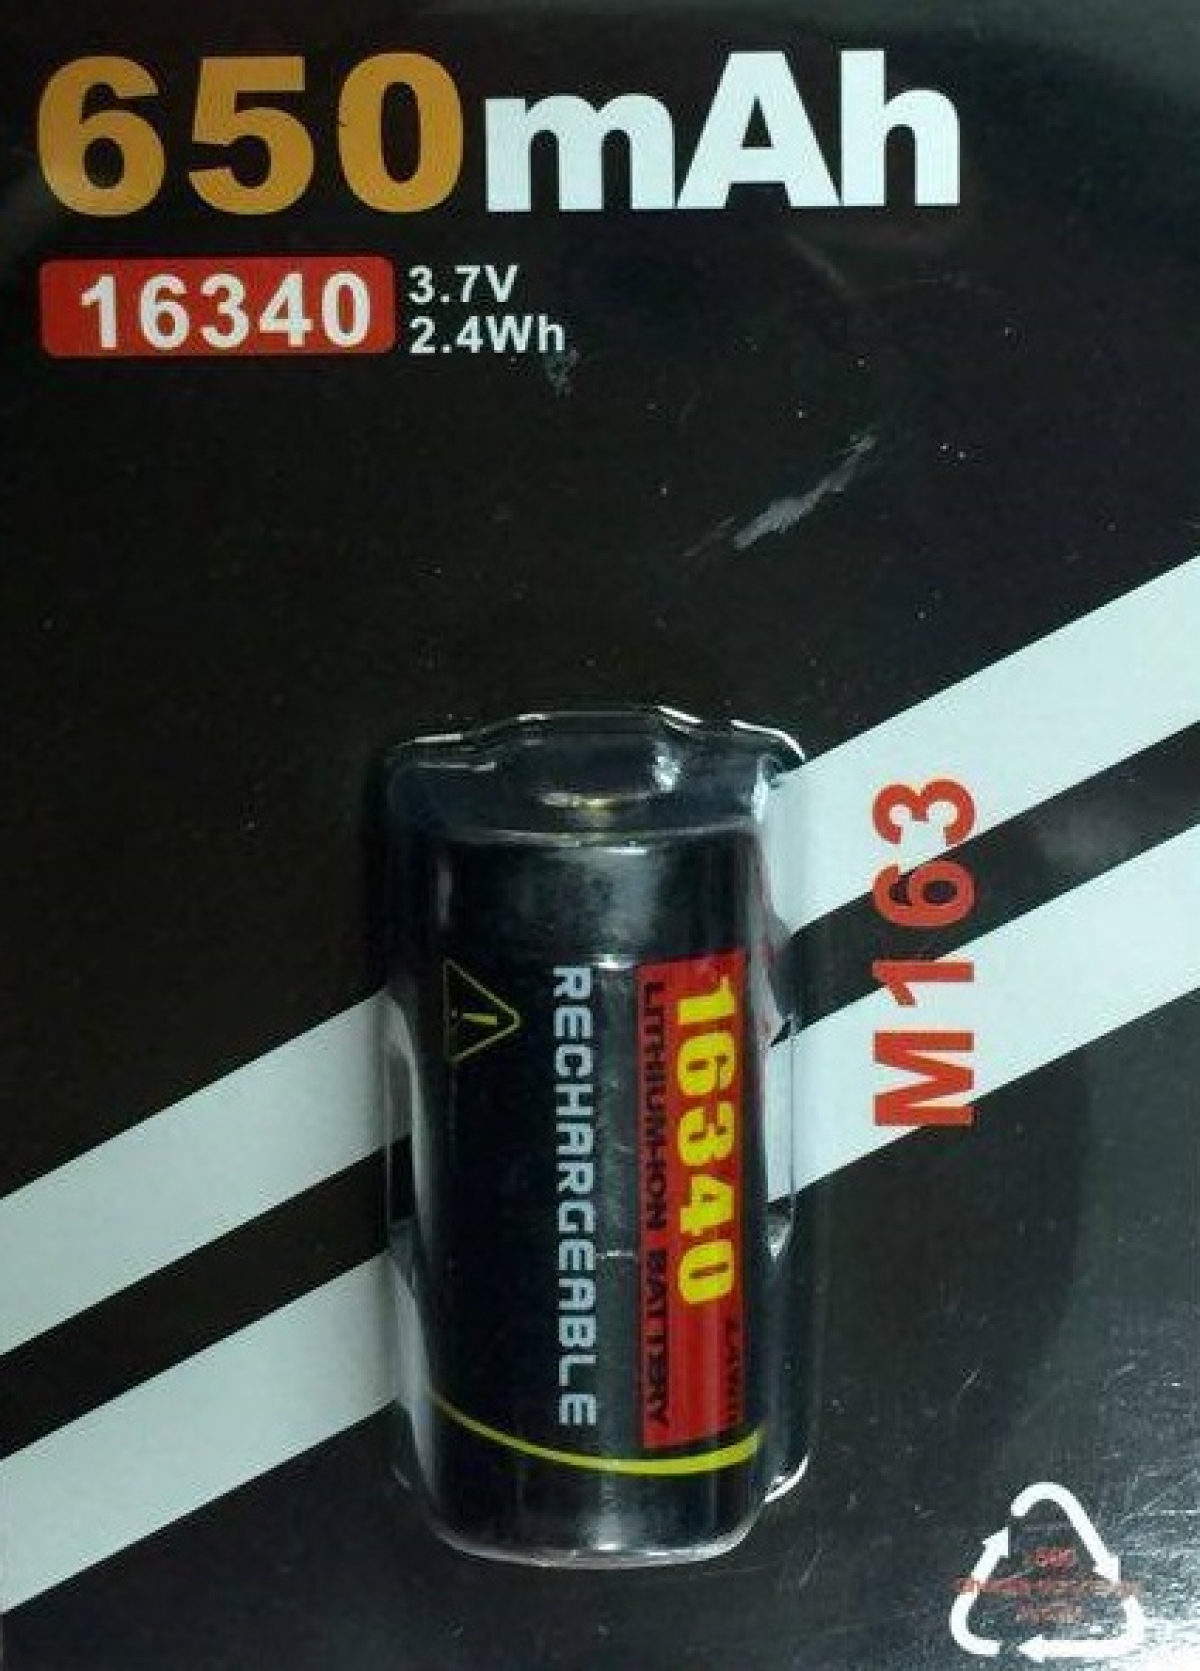 650mAh
16340
3.7V
2.4Wh
M163
16340
LITHIUM-ION BATTERY
RECHARGEABLE